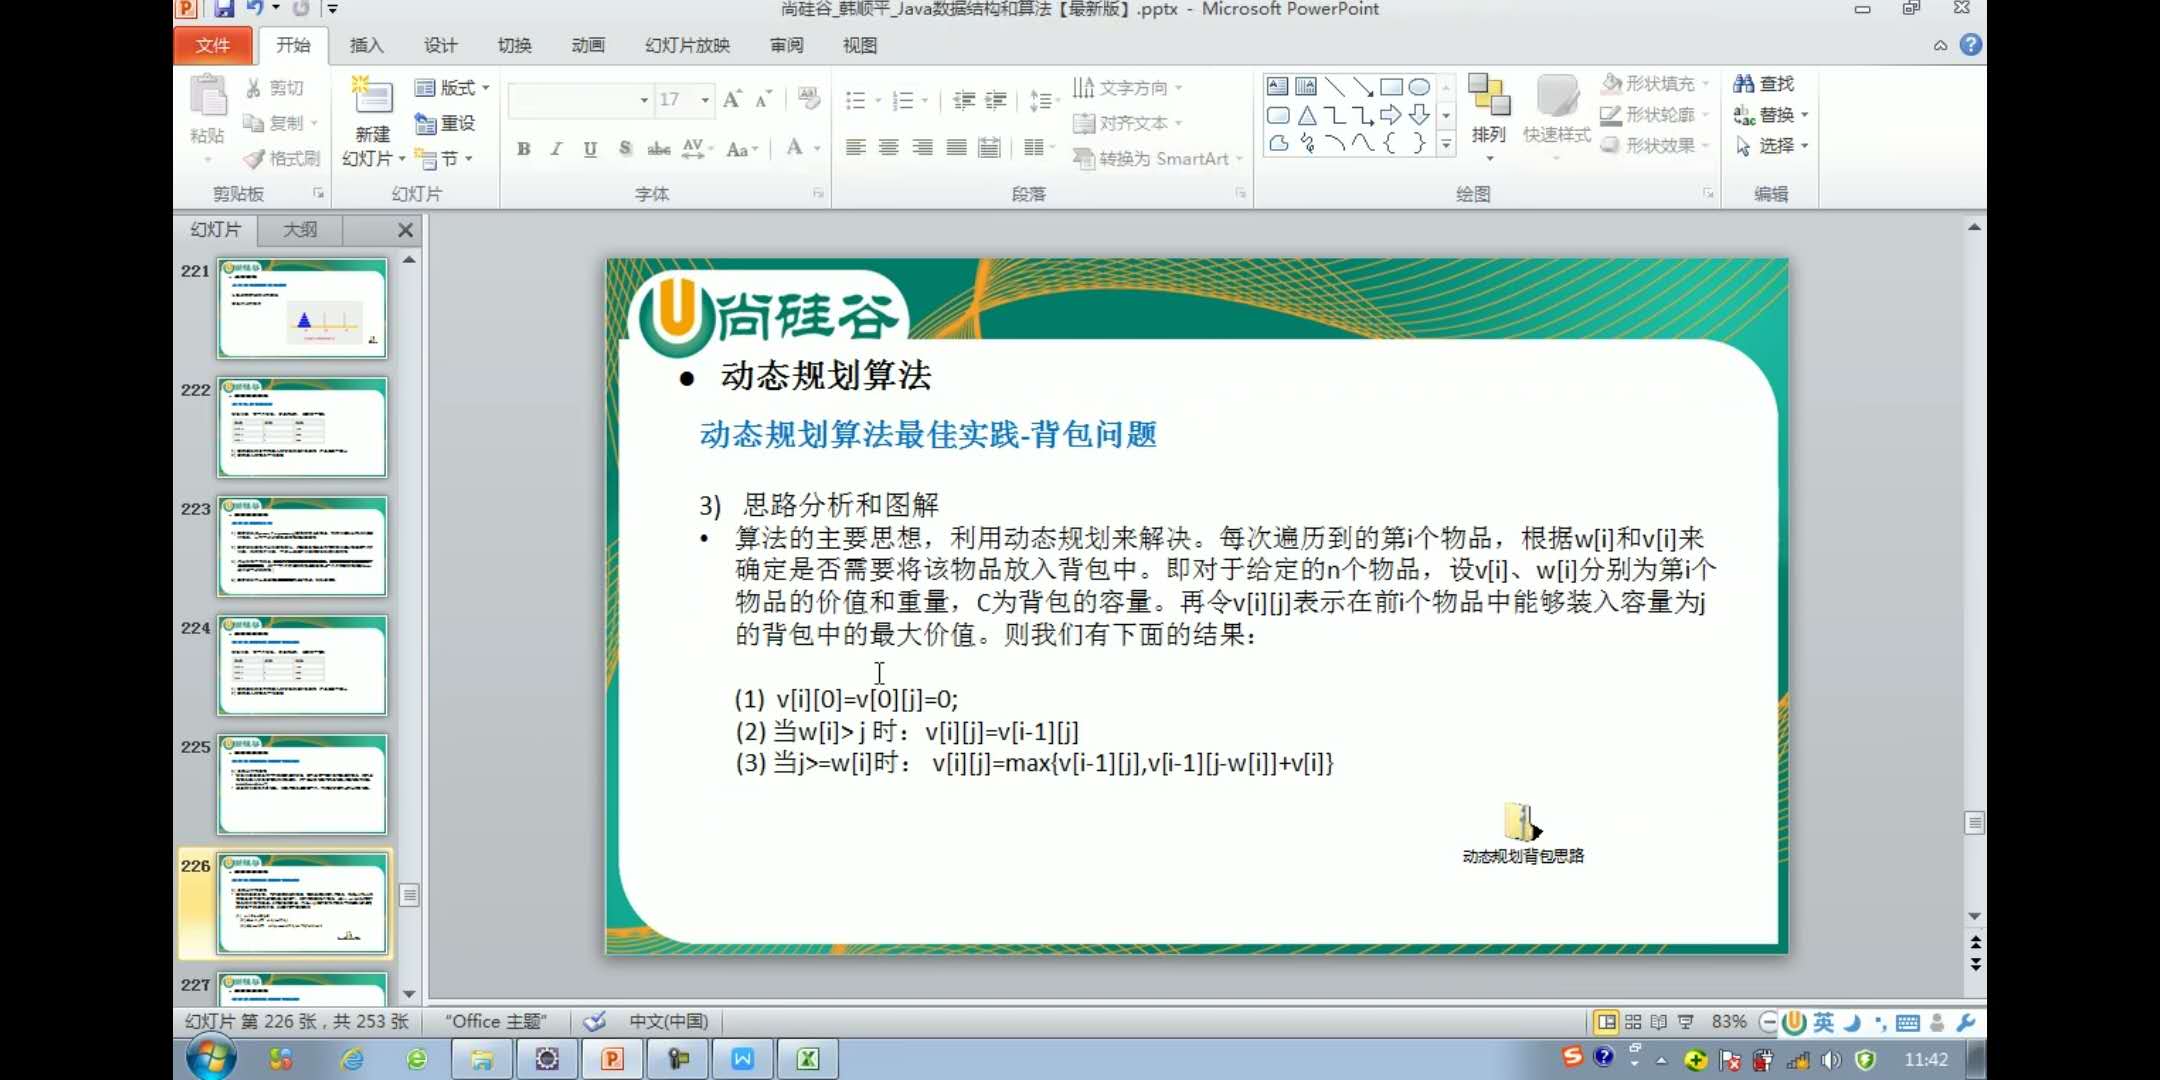 尚硅谷_韩顺平_Java数据结构和算法【最新版】.pptx - Microsoft PowerPoint
文件 开始 插入 设计 切换 动画 幻灯片放映 审阅 视图
粘贴 剪切 复制 格式刷
新建 幻灯片 版式 重设 节
17
文字方向 对齐文本 转换为 SmartArt
排列 快速样式 形状填充 形状轮廓 形状效果
查找 替换 选择
剪贴板 幻灯片 字体 段落 绘图 编辑
幻灯片 大纲
221
222
223
224
225
226
227
尚硅谷
• 动态规划算法
动态规划算法最佳实践-背包问题
3) 思路分析和图解
• 算法的主要思想，利用动态规划来解决。每次遍历到的第i个物品，根据w[i]和v[i]来
确定是否需要将该物品放入背包中。即对于给定的n个物品，设v[i]、w[i]分别为第i个
物品的价值和重量，C为背包的容量。再令v[i][j]表示在前i个物品中能够装入容量为j
的背包中的最大价值。则我们有下面的结果：
(1) v[i][0]=v[0][j]=0;
(2) 当w[i]> j 时：v[i][j]=v[i-1][j]
(3) 当j>=w[i]时： v[i][j]=max{v[i-1][j],v[i-1][j-w[i]]+v[i]}
动态规划背包思路
幻灯片 第 226 张，共 253 张 "Office 主题" 中文(中国) 83% 英
11:42